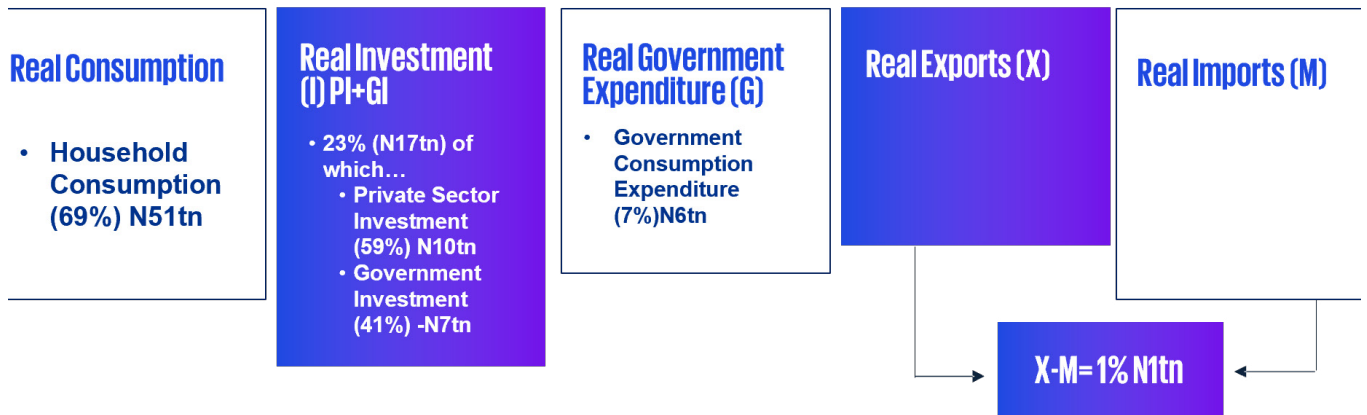 Real Consumption
• Household
Consumption
(69%) N51tn
Real Investment
(I) PI+GI
• 23% (N17tn) of
which…
• Private Sector
Investment
(59%) N10tn
• Government
Investment
(41%) -N7tn
Real Government
Expenditure (G)
• Government
Consumption
Expenditure
(7%)N6tn
Real Exports (X)
Real Imports (M)
X-M= 1% N1tn